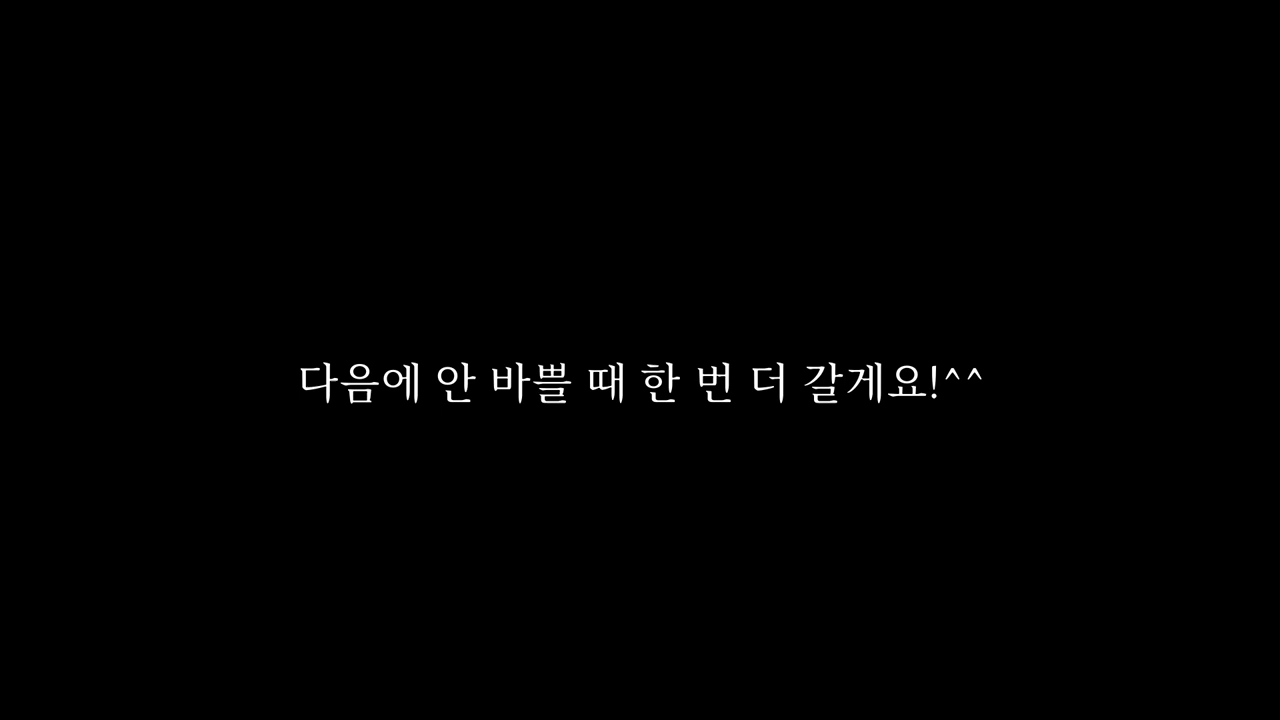 다음에 안 바쁠 때 한 번 더 갈게요!^^